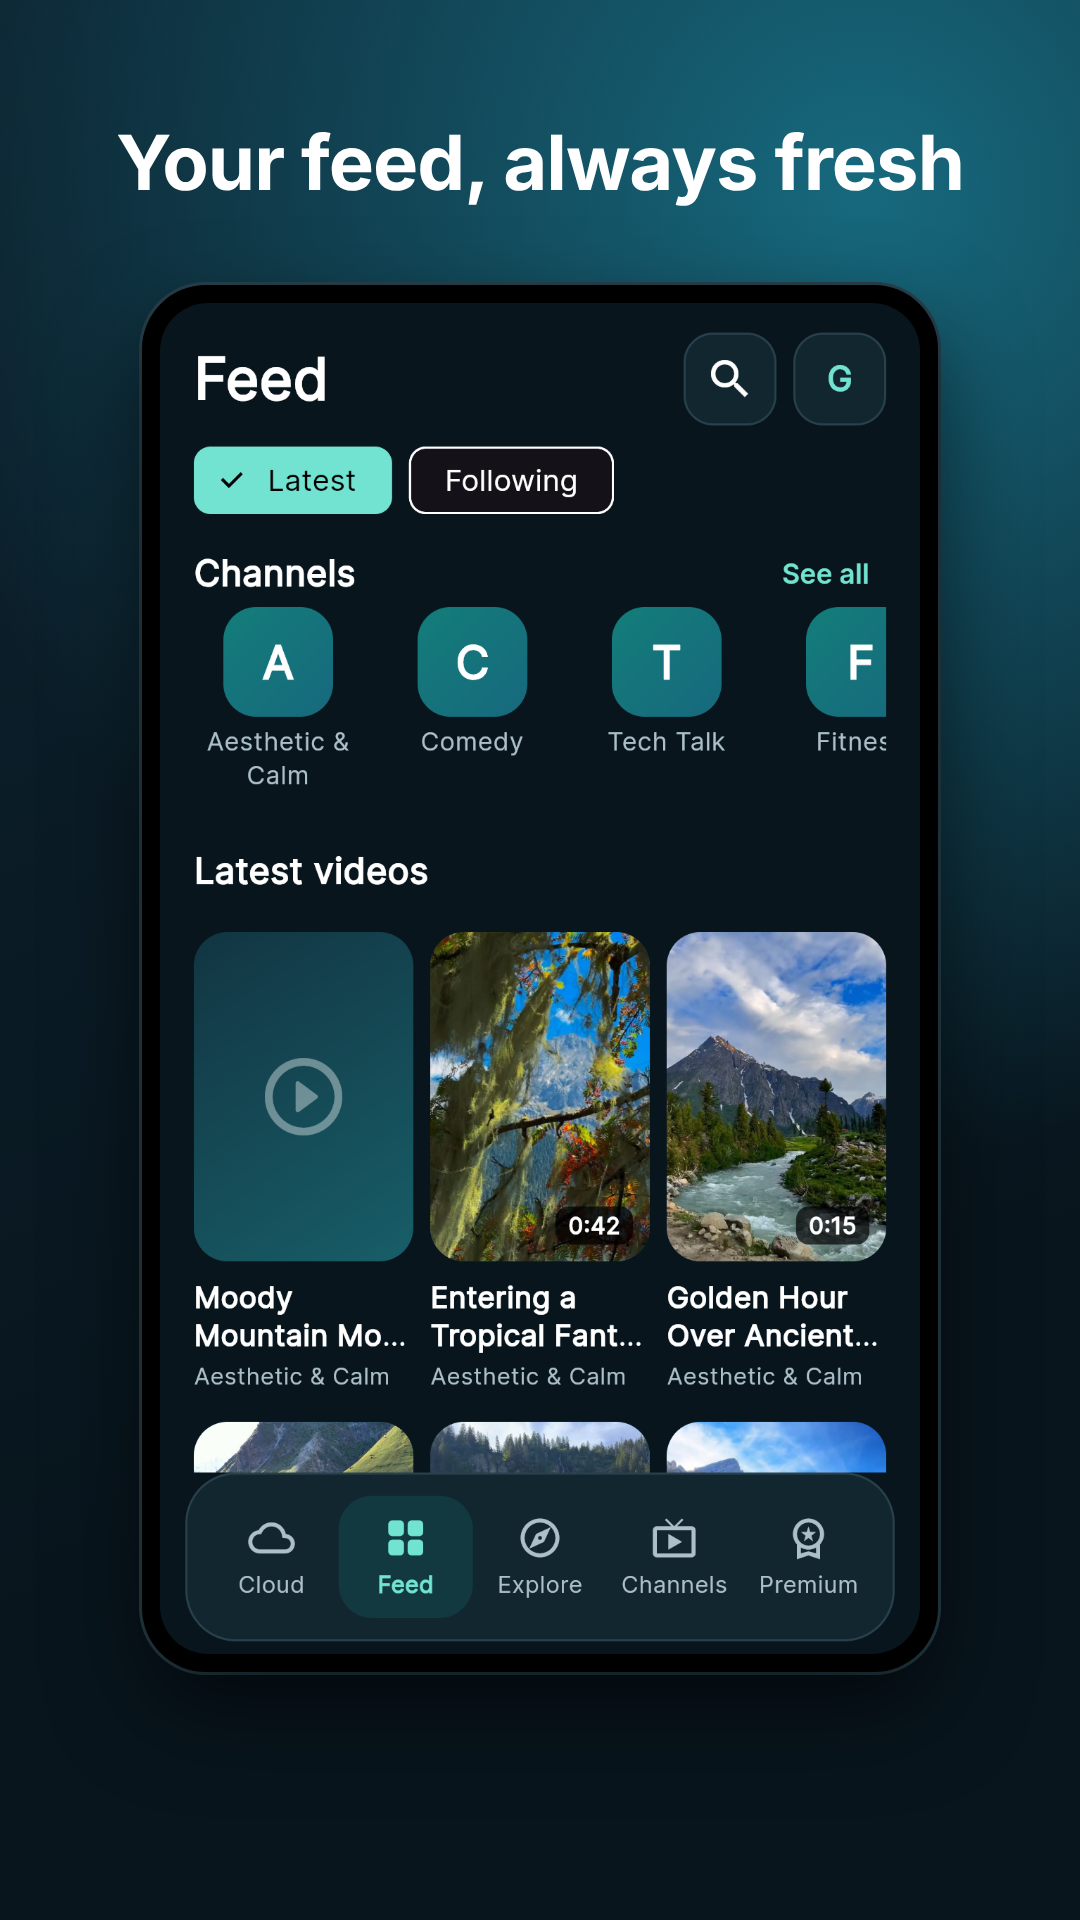 Your feed, always fresh
Feed
G
Latest
Following
Channels
See all
A
C
T
F
Aesthetic &
Calm
Comedy
Tech Talk
Fitnes
Latest videos
0:42
0:15
Moody
Mountain Mo...
Aesthetic & Calm
Entering a
Tropical Fant...
Aesthetic & Calm
Golden Hour
Over Ancient...
Aesthetic & Calm
Cloud
Feed
Explore
Channels
Premium